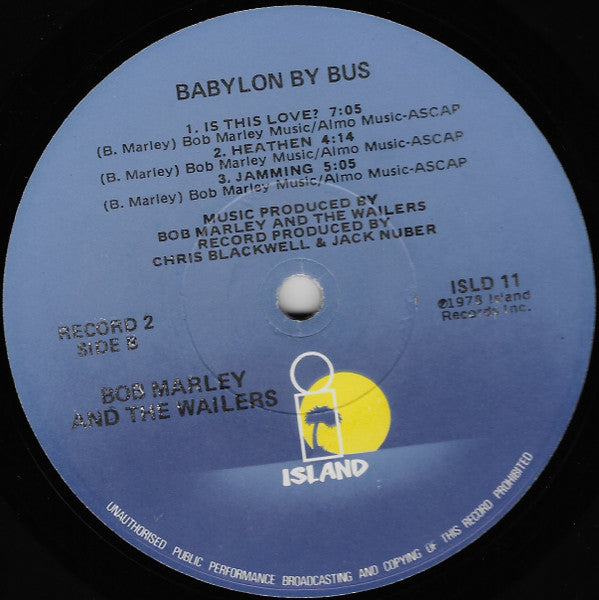 BABYLON BY BUS
1. IS THIS LOVE? 7:05
(B. Marley) Bob Marley Music/Almo Music-ASCAP
2. HEATHEN 4:14
(B. Marley) Bob Marley Music/Almo Music-ASCAP
3. JAMMING 5:05
(B. Marley) Bob Marley Music/Almo Music-ASCAP
MUSIC PRODUCED BY
BOB MARLEY AND THE WAILERS
RECORD PRODUCED BY
CHRIS BLACKWELL & JACK NUBER
RECORD 2
SIDE B
ISLD 11
℗1978 Island
Records Inc.
BOB MARLEY
AND THE WAILERS
ISLAND
UNAUTHORISED PUBLIC PERFORMANCE BROADCASTING AND COPYING OF THIS RECORD PROHIBITED